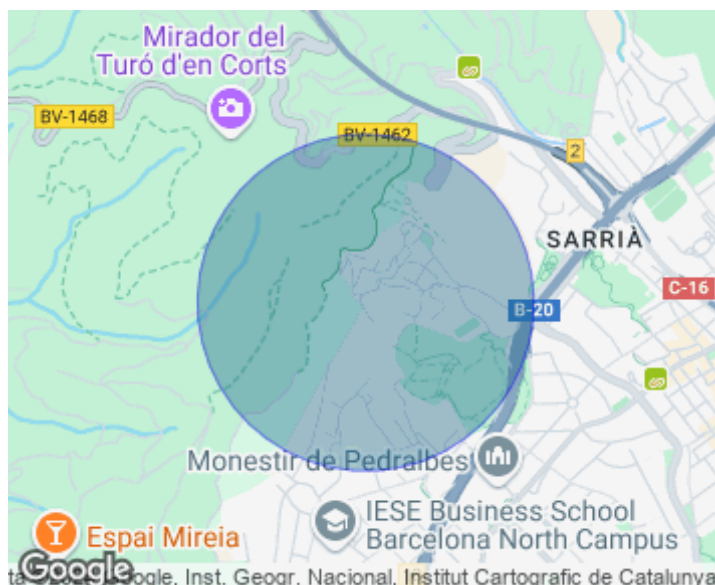 Mirador del
Turó d'en Corts
BV-1468
BV-1462
2
SARRIÀ
C-16
B-20
Monestir de Pedralbes
IESE Business School
Barcelona North Campus
Espai Mireia
Google
Google, Inst. Geogr. Nacional, Institut Cartogràfic de Catalunya